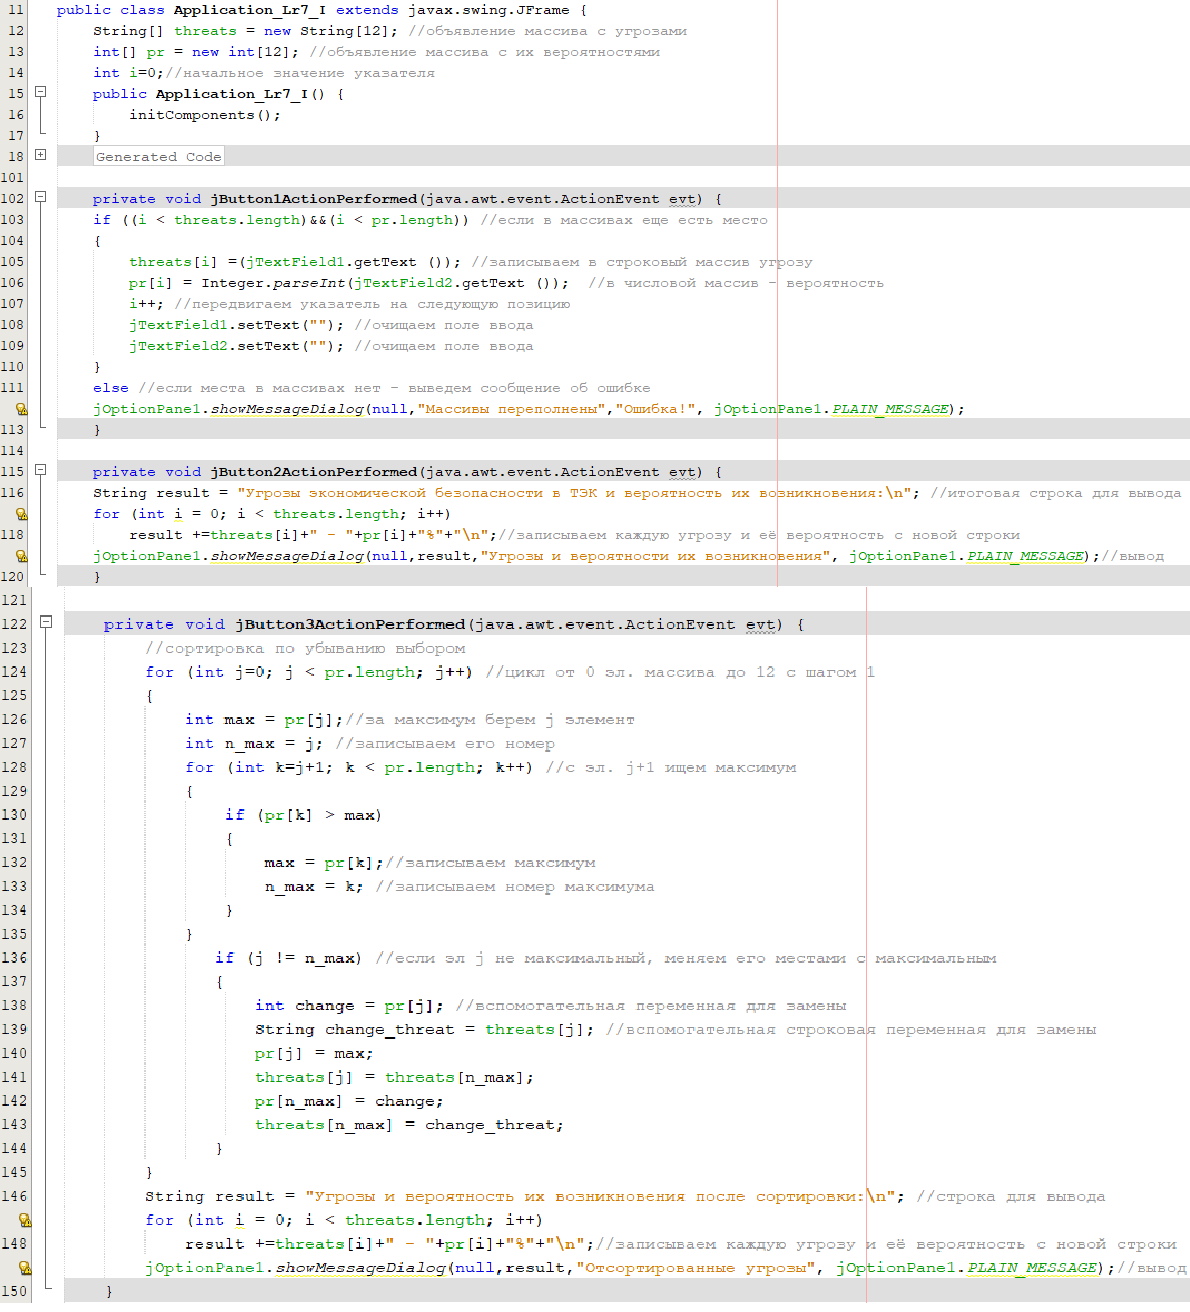 11 public class Application_Lr7_I extends javax.swing.JFrame {
12 String[] threats = new String[12]; //объявление массива с угрозами
13 int[] pr = new int[12]; //объявление массива с их вероятностями
14 int i=0;//начальное значение указателя
15 public Application_Lr7_I() {
16 initComponents();
17 }
18 Generated Code
101
102 private void jButton1ActionPerformed(java.awt.event.ActionEvent evt) {
103 if ((i < threats.length)&&(i < pr.length)) //если в массивах еще есть место
104 {
105 threats[i] =(jTextField1.getText ()); //записываем в строковый массив угрозу
106 pr[i] = Integer.parseInt(jTextField2.getText ()); //в числовой массив - вероятность
107 i++; //передвигаем указатель на следующую позицию
108 jTextField1.setText(""); //очищаем поле ввода
109 jTextField2.setText(""); //очищаем поле ввода
110 }
111 else //если места в массивах нет - выведем сообщение об ошибке
jOptionPane1.showMessageDialog(null,"Массивы переполнены","Ошибка!", jOptionPane1.PLAIN_MESSAGE);
113 }
114
115 private void jButton2ActionPerformed(java.awt.event.ActionEvent evt) {
116 String result = "Угрозы экономической безопасности в ТЭК и вероятность их возникновения:\n"; //итоговая строка для вывода
for (int i = 0; i < threats.length; i++)
118 result +=threats[i]+" - "+pr[i]+"%"+"\n";//записываем каждую угрозу и её вероятность с новой строки
jOptionPane1.showMessageDialog(null,result,"Угрозы и вероятности их возникновения", jOptionPane1.PLAIN_MESSAGE);//вывод
120 }
121
122 private void jButton3ActionPerformed(java.awt.event.ActionEvent evt) {
123 //сортировка по убыванию выбором
124 for (int j=0; j < pr.length; j++) //цикл от 0 эл. массива до 12 с шагом 1
125 {
126 int max = pr[j];//за максимум берем j элемент
127 int n_max = j; //записываем его номер
128 for (int k=j+1; k < pr.length; k++) //с эл. j+1 ищем максимум
129 {
130 if (pr[k] > max)
131 {
132 max = pr[k];//записываем максимум
133 n_max = k; //записываем номер максимума
134 }
135 }
136 if (j != n_max) //если эл j не максимальный, меняем его местами с максимальным
137 {
138 int change = pr[j]; //вспомогательная переменная для замены
139 String change_threat = threats[j]; //вспомогательная строковая переменная для замены
140 pr[j] = max;
141 threats[j] = threats[n_max];
142 pr[n_max] = change;
143 threats[n_max] = change_threat;
144 }
145 }
146 String result = "Угрозы и вероятность их возникновения после сортировки:\n"; //строка для вывода
for (int i = 0; i < threats.length; i++)
148 result +=threats[i]+" - "+pr[i]+"%"+"\n";//записываем каждую угрозу и её вероятность с новой строки
jOptionPane1.showMessageDialog(null,result,"Отсортированные угрозы", jOptionPane1.PLAIN_MESSAGE);//вывод
150 }